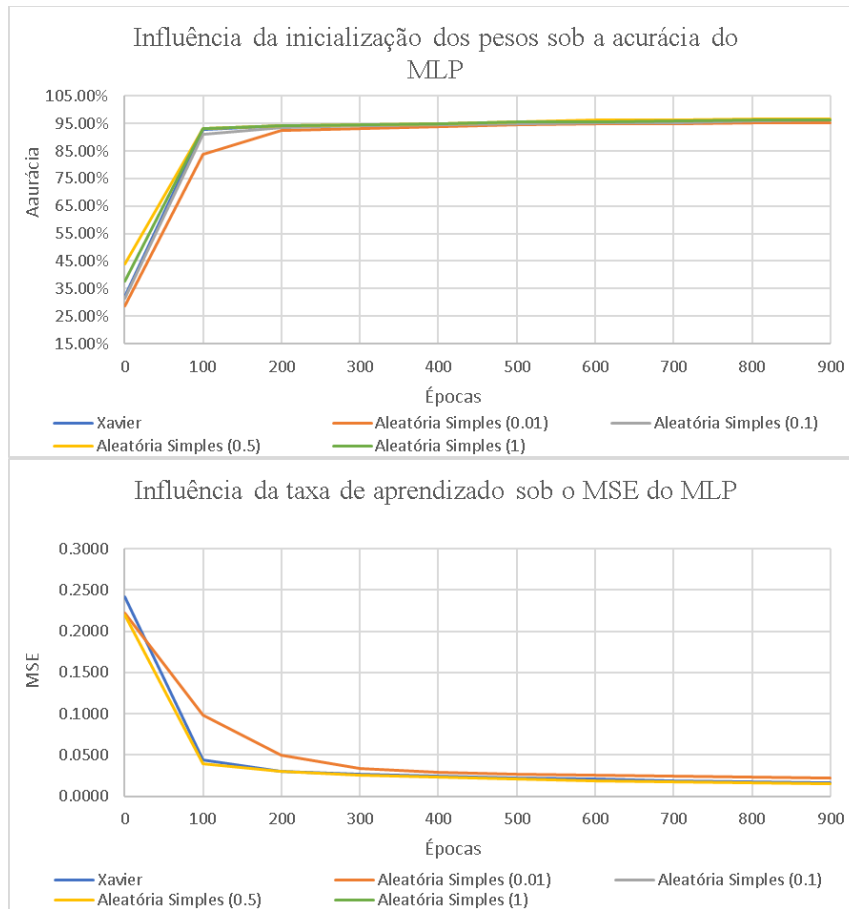 Influência da inicialização dos pesos sob a acurácia do
MLP
105.00%
95.00%
85.00%
75.00%
65.00%
55.00%
45.00%
35.00%
25.00%
15.00%
Aaurácia
0 100 200 300 400 500 600 700 800 900
Épocas
Xavier Aleatória Simples (0.01) Aleatória Simples (0.1)
Aleatória Simples (0.5) Aleatória Simples (1)
Influência da taxa de aprendizado sob o MSE do MLP
0.3000
0.2500
0.2000
0.1500
0.1000
0.0500
0.0000
MSE
0 100 200 300 400 500 600 700 800 900
Épocas
Xavier Aleatória Simples (0.01) Aleatória Simples (0.1)
Aleatória Simples (0.5) Aleatória Simples (1)